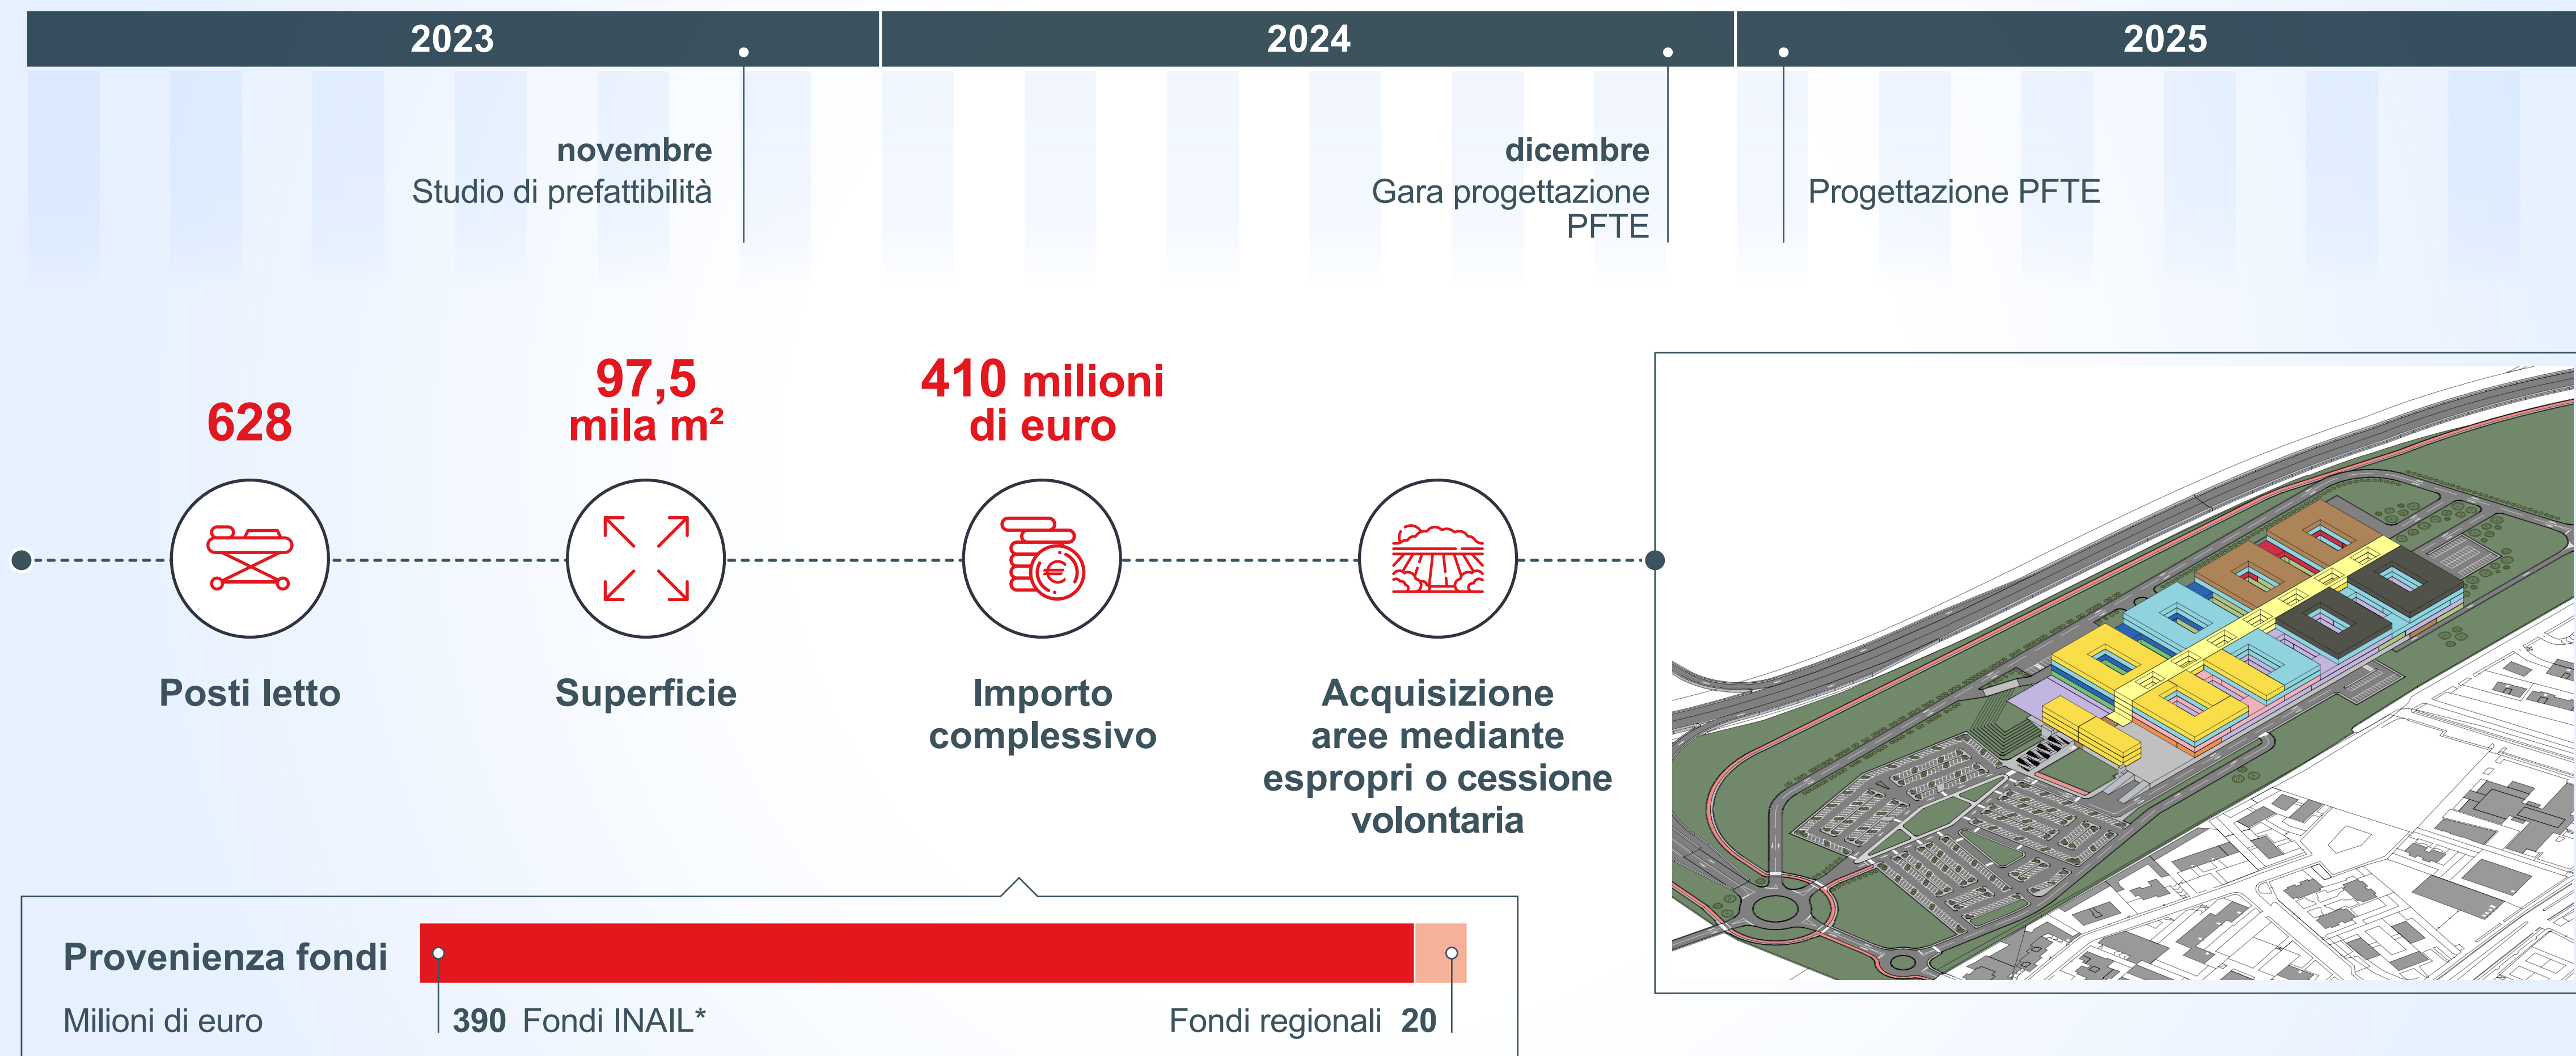 2023
2024
2025
novembre
Studio di prefattibilità
dicembre
Gara progettazione
PFTE
Progettazione PFTE
628
Posti letto
97,5
mila m²
Superficie
410 milioni
di euro
Importo
complessivo
Acquisizione
aree mediante
espropri o cessione
volontaria
Provenienza fondi
Milioni di euro
390 Fondi INAIL*
Fondi regionali 20